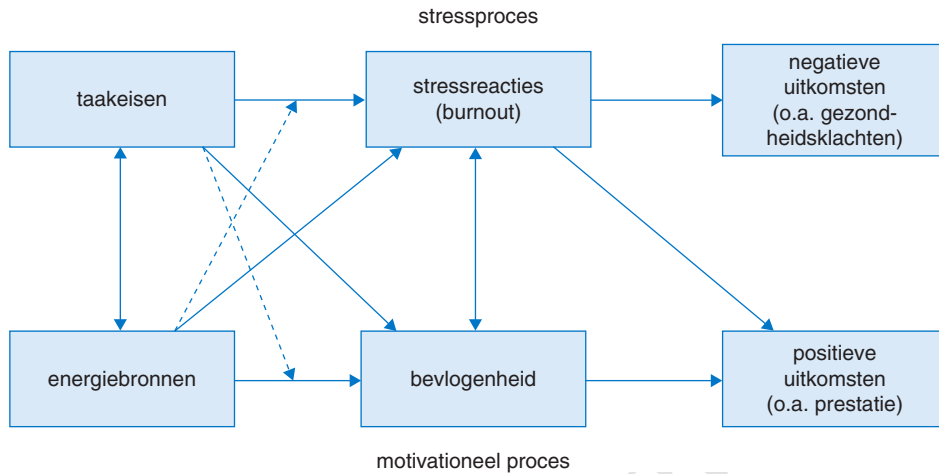 stressproces
taakeisen
stressreacties
(burnout)
negatieve
uitkomsten
(o.a. gezond-
heidsklachten)
energiebronnen
bevlogenheid
positieve
uitkomsten
(o.a. prestatie)
motivationeel proces